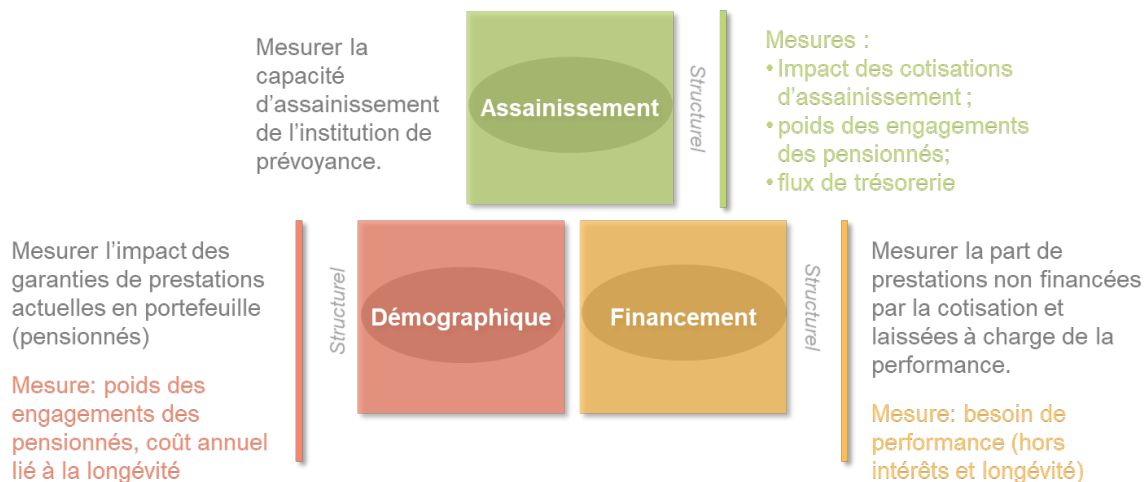 Mesurer la
capacité
d’assainissement
de l’institution de
prévoyance.
Assainissement
Structurel
Mesures :
• Impact des cotisations
d’assainissement ;
• poids des engagements
des pensionnés;
• flux de trésorerie
Mesurer l’impact des
garanties de prestations
actuelles en portefeuille
(pensionnés)
Mesure: poids des
engagements des
pensionnés, coût annuel
lié à la longévité
Structurel
Démographique
Financement
Structurel
Mesurer la part de
prestations non financées
par la cotisation et
laissées à charge de la
performance.
Mesure: besoin de
performance (hors
intérêts et longévité)